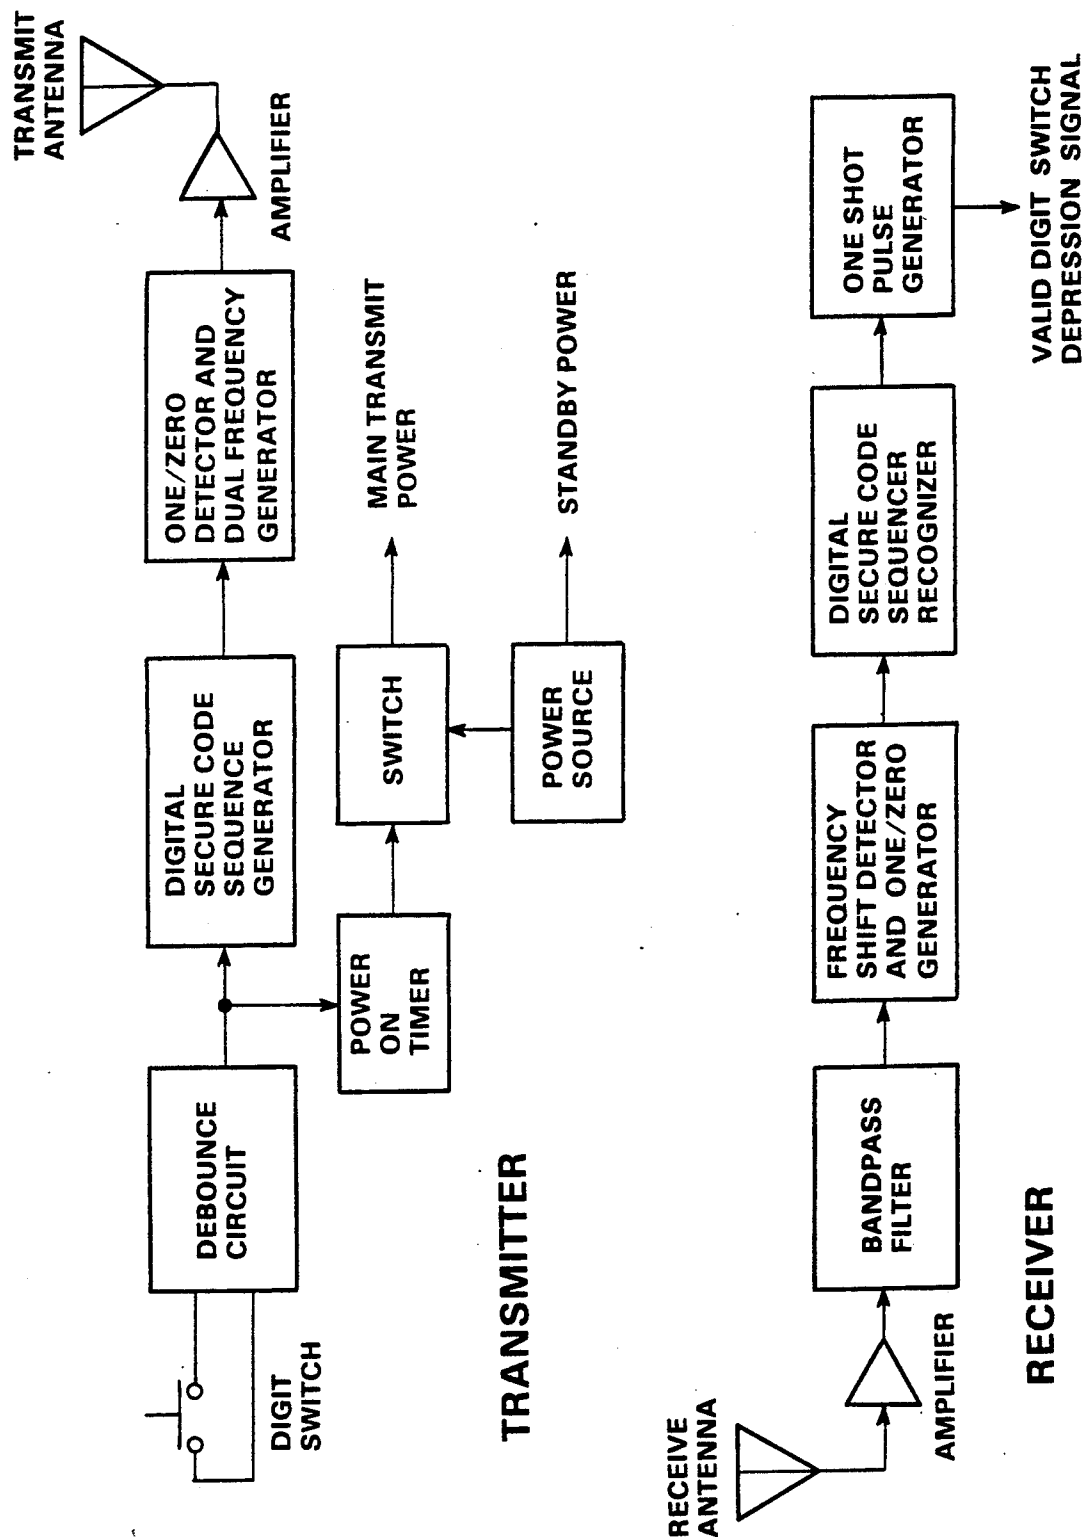 TRANSMIT
ANTENNA
AMPLIFIER
ONE/ZERO
DETECTOR AND
DUAL FREQUENCY
GENERATOR
DIGITAL
SECURE CODE
SEQUENCE
GENERATOR
DEBOUNCE
CIRCUIT
DIGIT
SWITCH
POWER
ON
TIMER
SWITCH
MAIN TRANSMIT
POWER
POWER
SOURCE
STANDBY POWER
TRANSMITTER
RECEIVE
ANTENNA
AMPLIFIER
BANDPASS
FILTER
FREQUENCY
SHIFT DETECTOR
AND ONE/ZERO
GENERATOR
DIGITAL
SECURE CODE
SEQUENCER
RECOGNIZER
ONE SHOT
PULSE
GENERATOR
VALID DIGIT SWITCH
DEPRESSION SIGNAL
RECEIVER